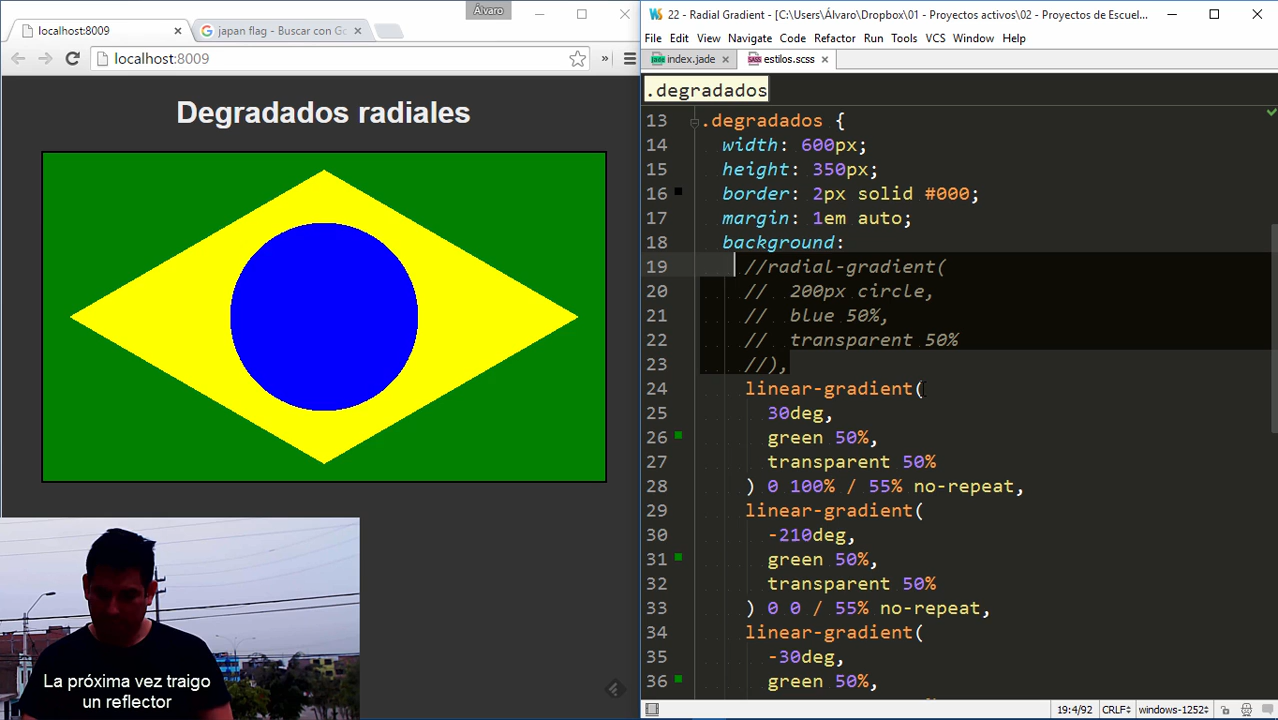 Álvaro
localhost:8009
japan flag - Buscar con Go
localhost:8009
Degradados radiales
La próxima vez traigo
un reflector
22 - Radial Gradient - [C:\Users\Álvaro\Dropbox\01 - Proyectos activos\02 - Proyectos de Escuel...
File Edit View Navigate Code Refactor Run Tools VCS Window Help
index.jade
estilos.scss
.degradados
13 .degradados {
14 width: 600px;
15 height: 350px;
16 border: 2px solid #000;
17 margin: 1em auto;
18 background:
19 //radial-gradient(
20 // 200px circle,
21 // blue 50%,
22 // transparent 50%
23 //),
24 linear-gradient(
25 30deg,
26 green 50%,
27 transparent 50%
28 ) 0 100% / 55% no-repeat,
29 linear-gradient(
30 -210deg,
31 green 50%,
32 transparent 50%
33 ) 0 0 / 55% no-repeat,
34 linear-gradient(
35 -30deg,
36 green 50%,
19:4/92 CRLF÷ windows-1252÷